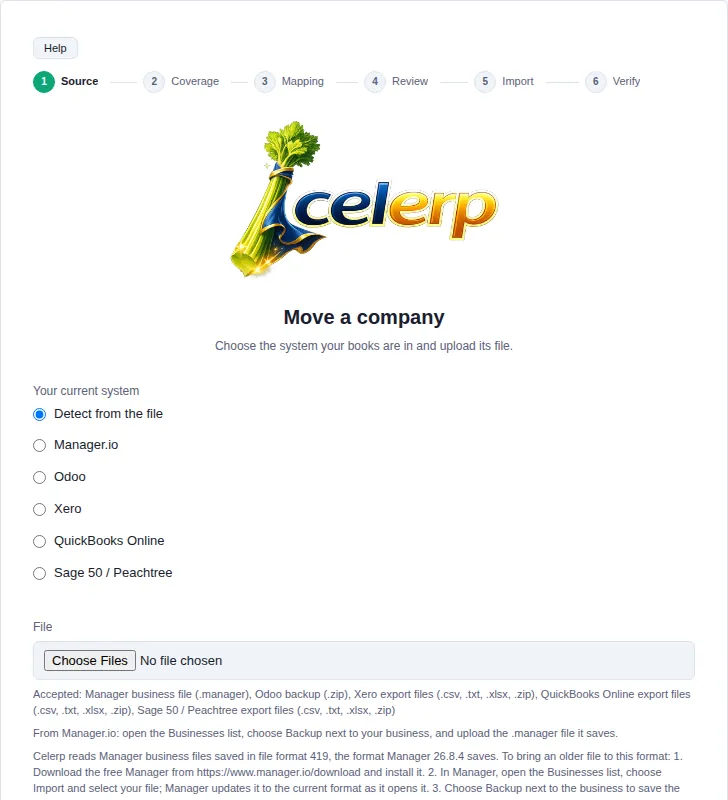 Help
1 Source 2 Coverage 3 Mapping 4 Review 5 Import 6 Verify
celerp
Move a company
Choose the system your books are in and upload its file.
Your current system
Detect from the file
Manager.io
Odoo
Xero
QuickBooks Online
Sage 50 / Peachtree
File
Choose Files No file chosen
Accepted: Manager business file (.manager), Odoo backup (.zip), Xero export files (.csv, .txt, .xlsx, .zip), QuickBooks Online export files
(.csv, .txt, .xlsx, .zip), Sage 50 / Peachtree export files (.csv, .txt, .xlsx, .zip)
From Manager.io: open the Businesses list, choose Backup next to your business, and upload the .manager file it saves.
Celerp reads Manager business files saved in file format 419, the format Manager 26.8.4 saves. To bring an older file to this format: 1.
Download the free Manager from https://www.manager.io/download and install it. 2. In Manager, open the Businesses list, choose
Import and select your file; Manager updates it to the current format as it opens it. 3. Choose Backup next to the business to save the